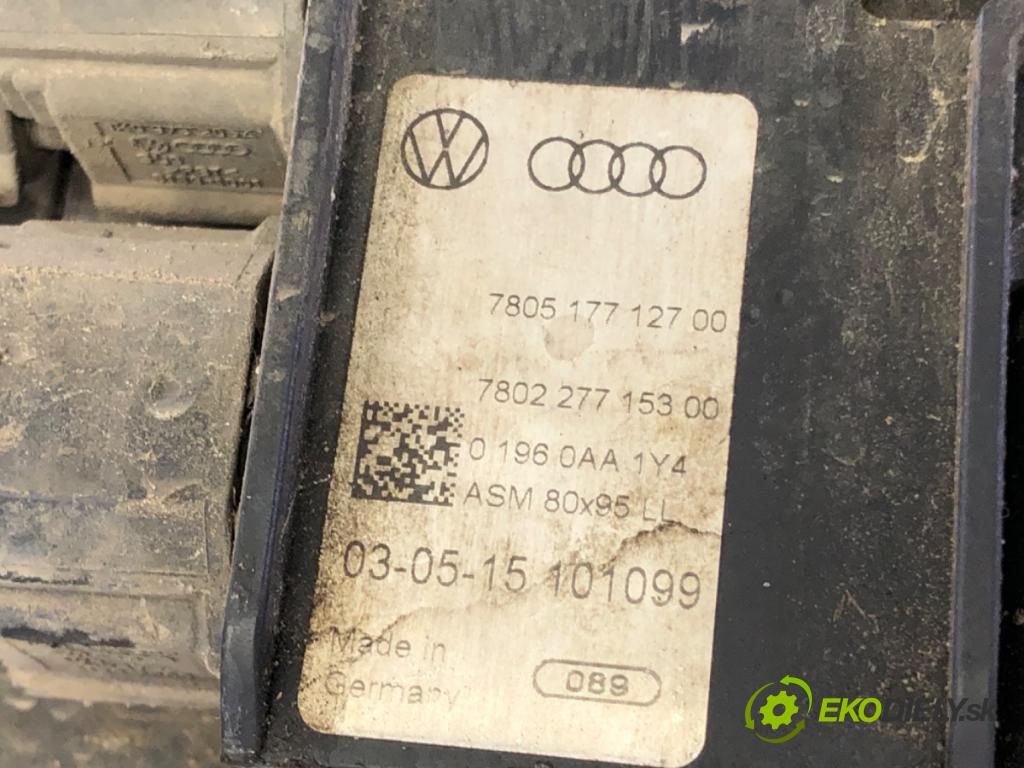 7805 177 127 00
7802 277 153 00
0 196 0AA 1Y4
ASM 80x95 LL
03-05-15 101099
Made in
Germany
089
EKODIELY.sk